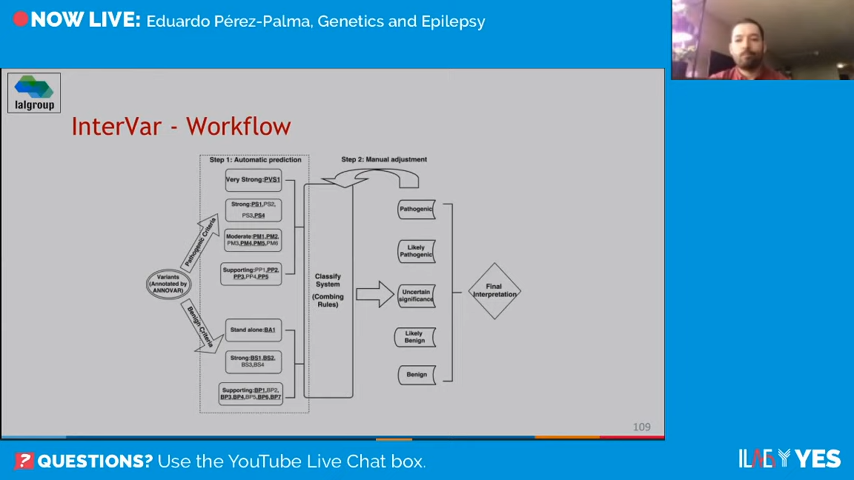 NOW LIVE: Eduardo Pérez-Palma, Genetics and Epilepsy
lalgroup
InterVar - Workflow
Step 1: Automatic prediction
Step 2: Manual adjustment
Very Strong:PVS1
Strong:PS1,PS2,
PS3,PS4
Moderate:PM1,PM2,
PM3,PM4,PM5,PM6
Supporting:PP1,PP2,
PP3,PP4,PP5
Pathogenic Criteria
Variants
(Annotated by
ANNOVAR)
Benign Criteria
Stand alone:BA1
Strong:BS1,BS2,
BS3,BS4
Supporting:BP1,BP2,
BP3,BP4,BP5,BP6,BP7
Classify
System
(Combing
Rules)
Pathogenic
Likely
Pathogenic
Uncertain
significance
Likely
Benign
Benign
Final
Interpretation
109
? QUESTIONS? Use the YouTube Live Chat box.
ILAE YES